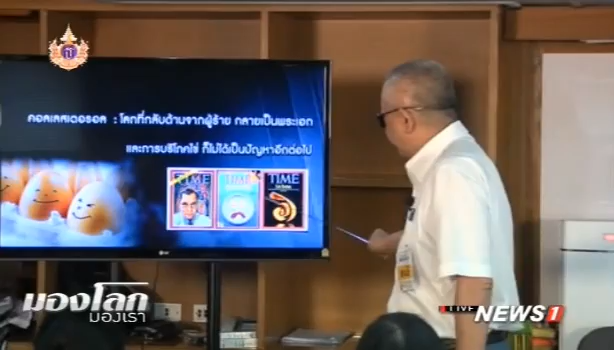 คอลเลสเตอรอล : โลกที่กลับด้านจากผู้ร้าย กลายเป็นพระเอก
และการบริโภคไข่ ก็ไม่ได้เป็นปัญหาอีกต่อไป
TIME TIME TIME
LG
มองโลก
มองเรา
LIVE NEWS1